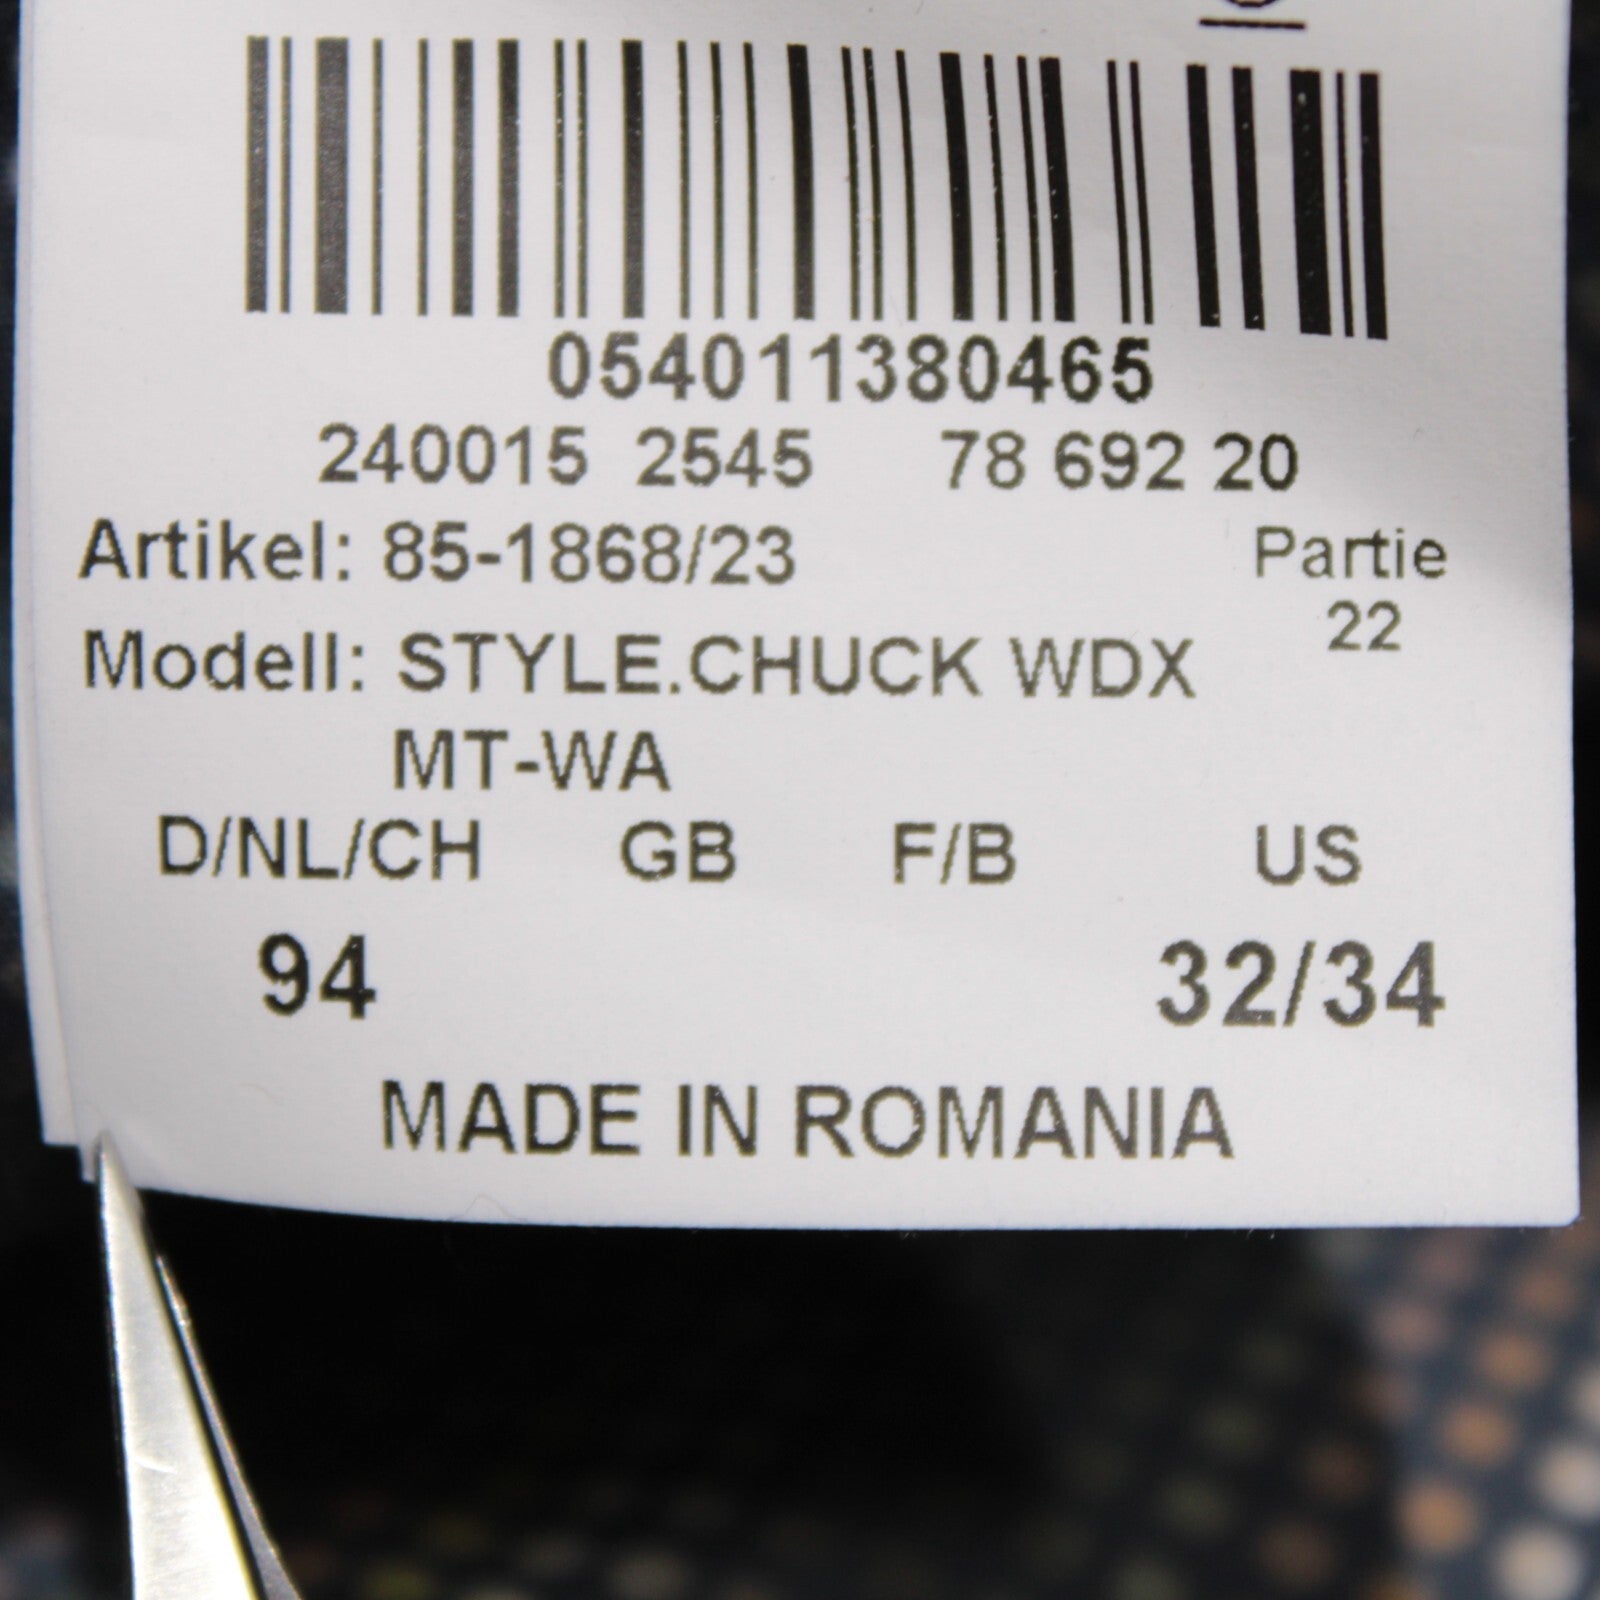 054011380465
240015 2545 78 692 20
Artikel: 85-1868/23 Partie
22
Modell: STYLE.CHUCK WDX
MT-WA
D/NL/CH GB F/B US
94 32/34
MADE IN ROMANIA